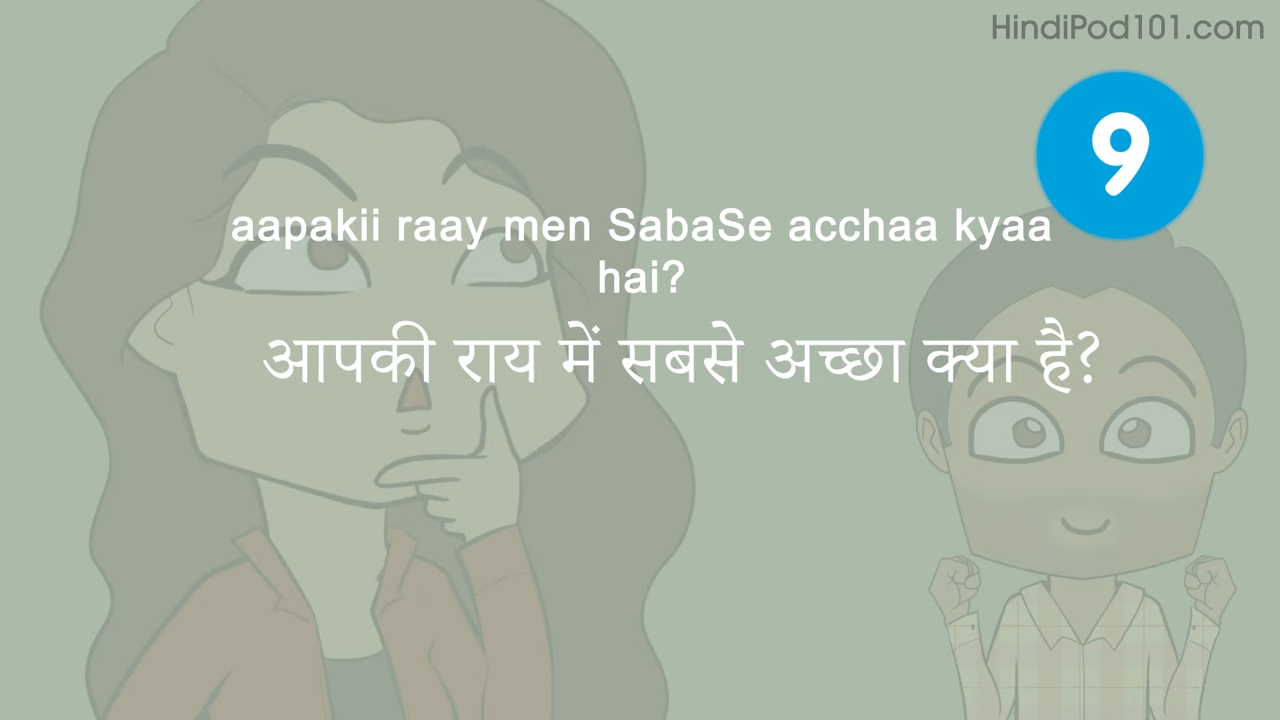 HindiPod101.com
9
aapakii raay men SabaSe acchaa kyaa
hai?
आपकी राय में सबसे अच्छा क्या है?